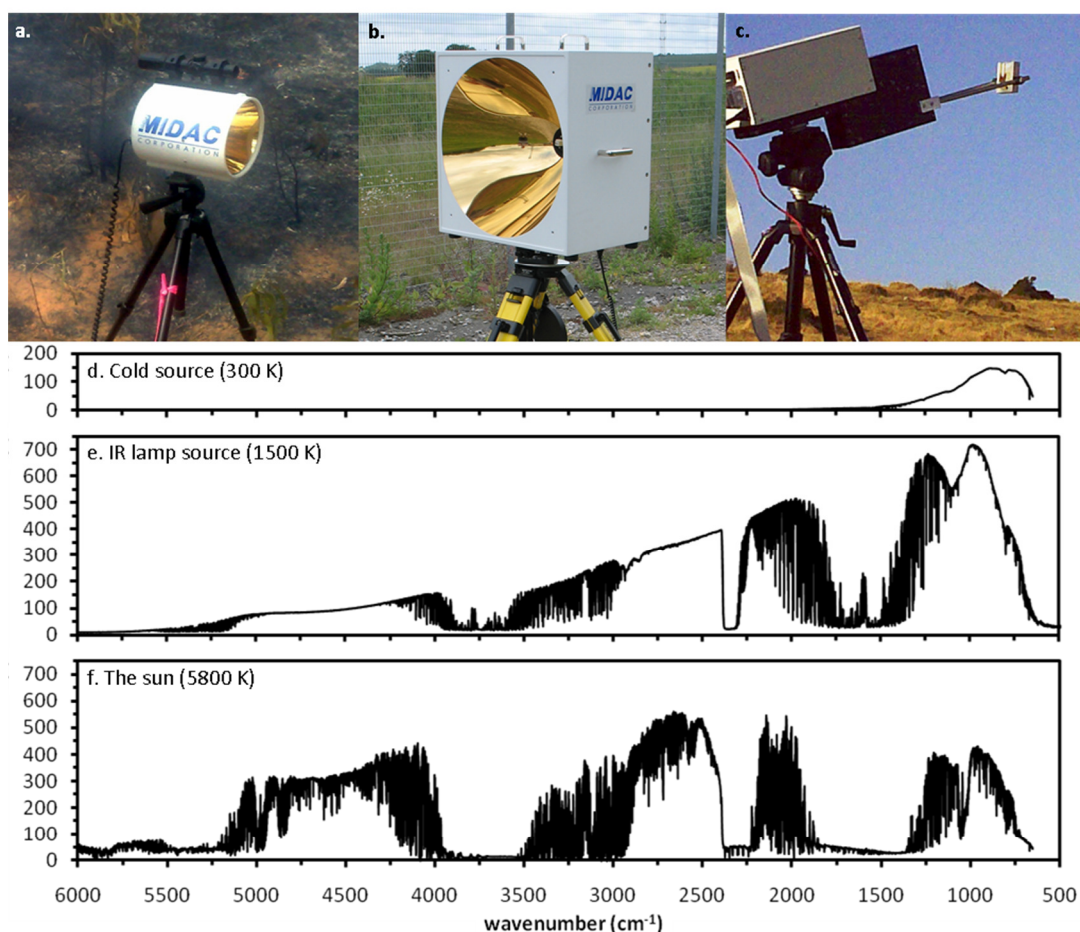 a.
MIDAC
CORPORATION
b.
MIDAC
CORPORATION
c.
200
100
0
d. Cold source (300 K)
700
600
500
400
300
200
100
0
e. IR lamp source (1500 K)
700
600
500
400
300
200
100
0
f. The sun (5800 K)
6000 5500 5000 4500 4000 3500 3000 2500 2000 1500 1000 500
wavenumber (cm⁻¹)